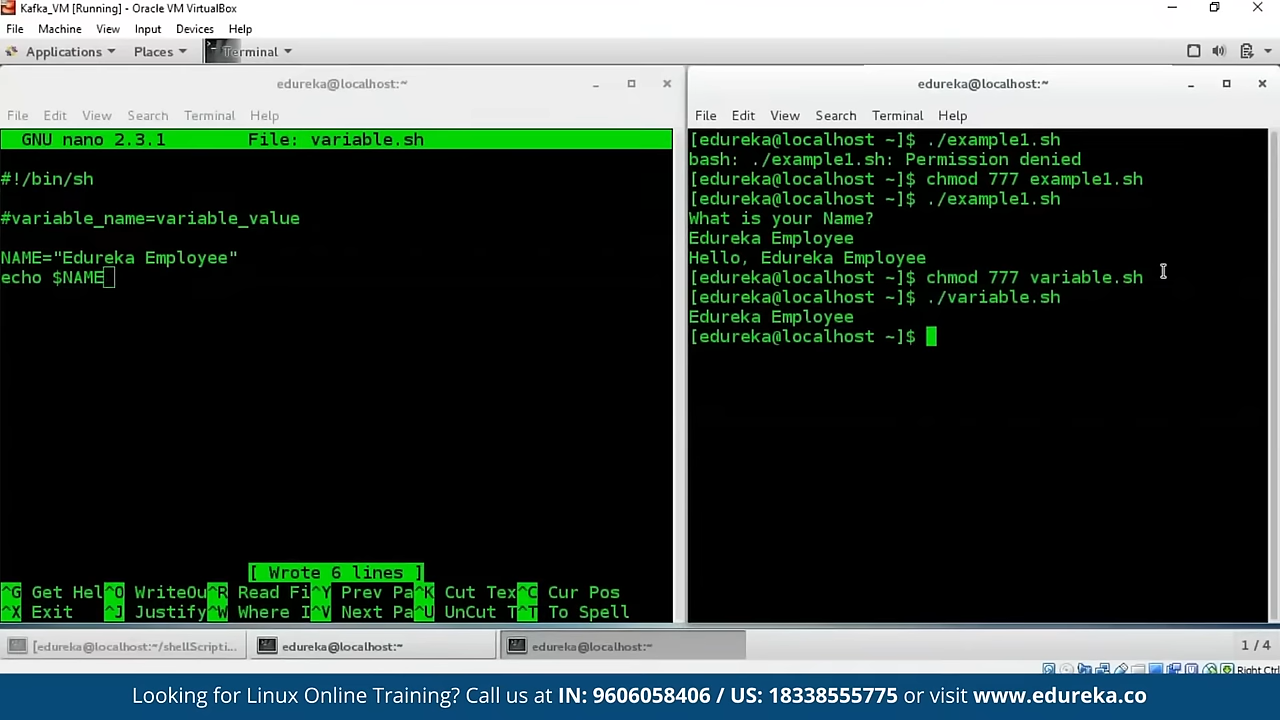 Kafka_VM [Running] - Oracle VM VirtualBox
File Machine View Input Devices Help
Applications Places Terminal
edureka@localhost:~
File Edit View Search Terminal Help
GNU nano 2.3.1 File: variable.sh
#!/bin/sh
#variable_name=variable_value
NAME="Edureka Employee"
echo $NAME
[ Wrote 6 lines ]
^G Get Hel^O WriteOu^R Read Fi^Y Prev Pa^K Cut Tex^C Cur Pos
^X Exit ^J Justify^W Where I^V Next Pa^U UnCut T^T To Spell
edureka@localhost:~
File Edit View Search Terminal Help
[edureka@localhost ~]$ ./example1.sh
bash: ./example1.sh: Permission denied
[edureka@localhost ~]$ chmod 777 example1.sh
[edureka@localhost ~]$ ./example1.sh
What is your Name?
Edureka Employee
Hello, Edureka Employee
[edureka@localhost ~]$ chmod 777 variable.sh
[edureka@localhost ~]$ ./variable.sh
Edureka Employee
[edureka@localhost ~]$
[edureka@localhost:~/shellScripti... edureka@localhost:~ edureka@localhost:~ 1 / 4
Right Ctrl
Looking for Linux Online Training? Call us at IN: 9606058406 / US: 18338555775 or visit www.edureka.co